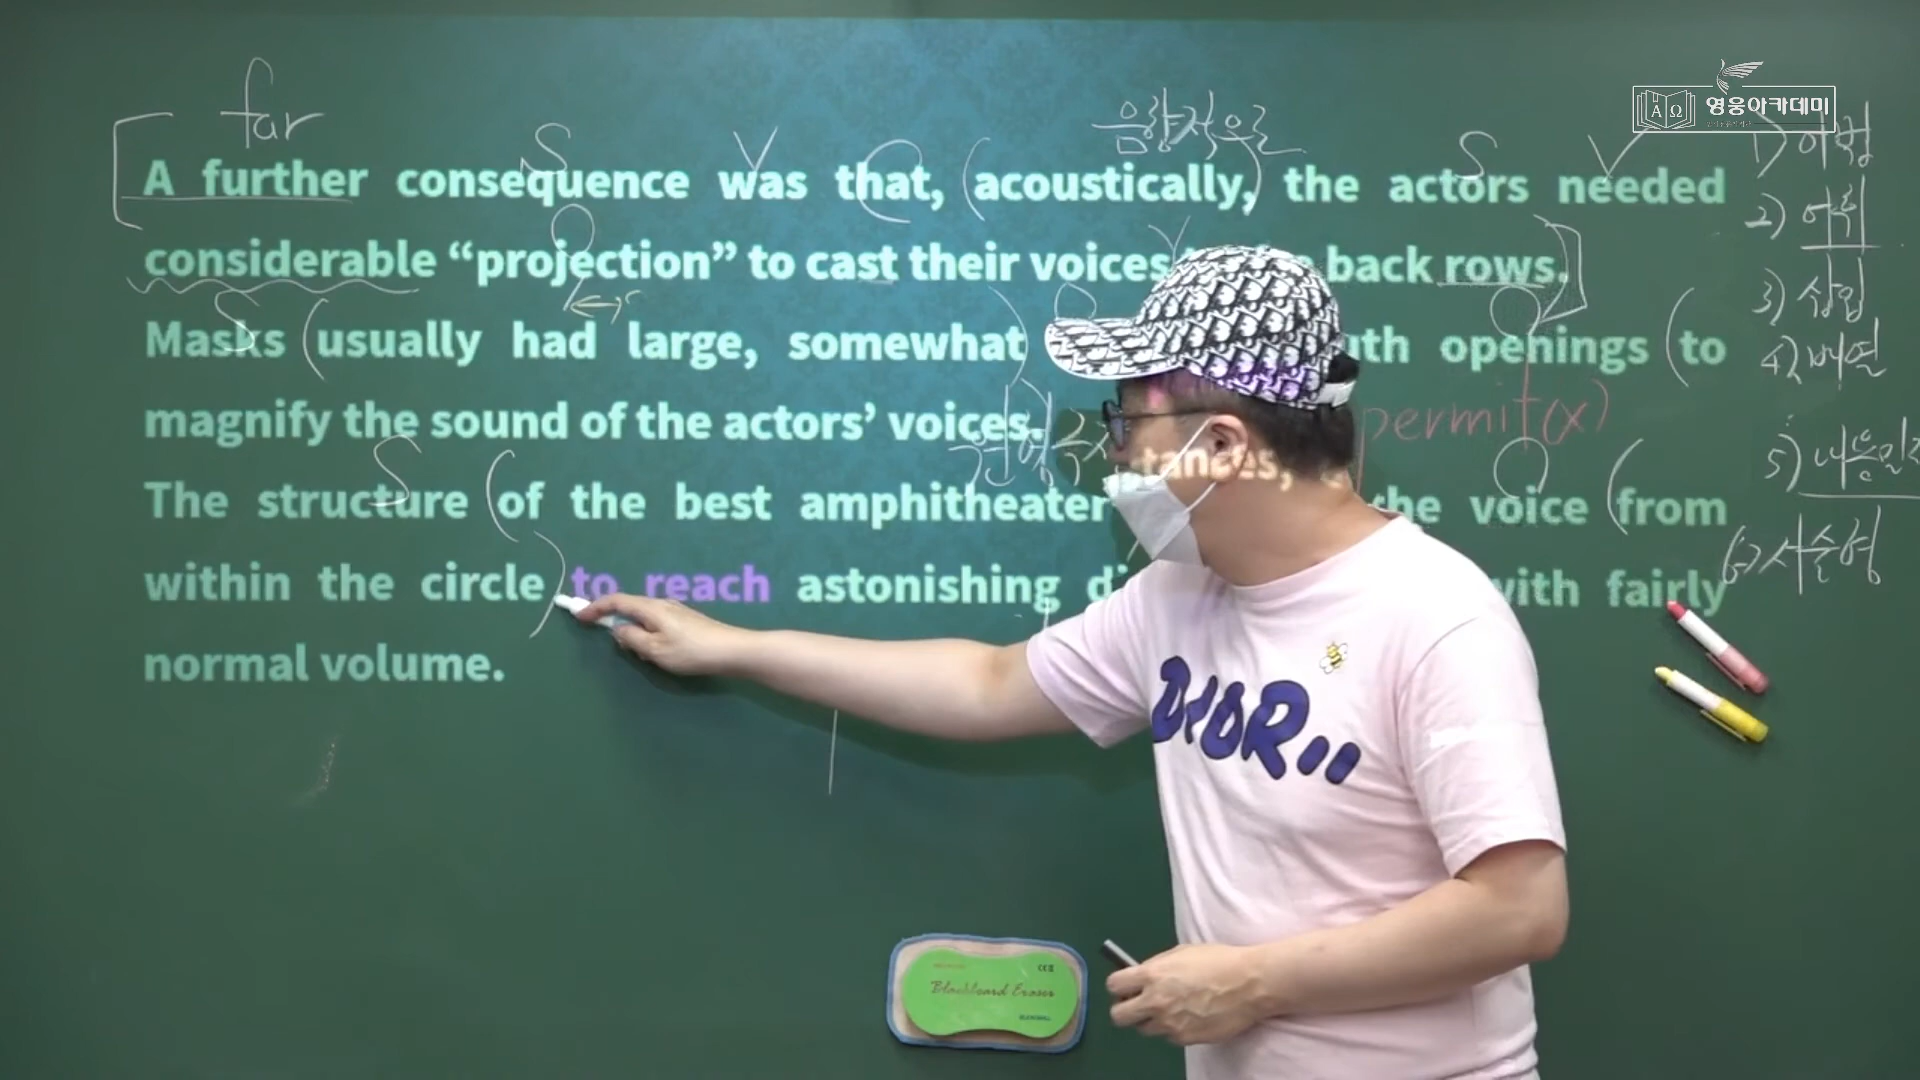 영웅아카데미
far
음향적으로
S V C S V
A further consequence was that, (acoustically,) the actors needed
1) 어법
2) 어휘
O V
considerable “projection” to cast their voices back rows.
3) 삽입
S O
Masks (usually had large, somewhat) openings (to
4) 배열
magnify the sound of the actors’ voices.
permit(x)
5) 내용일치
S O
The structure (of the best amphitheater the voice (from
tances,
6) 서술형
within the circle) to reach astonishing with fairly
normal volume.
DIOR
Blackboard Eraser